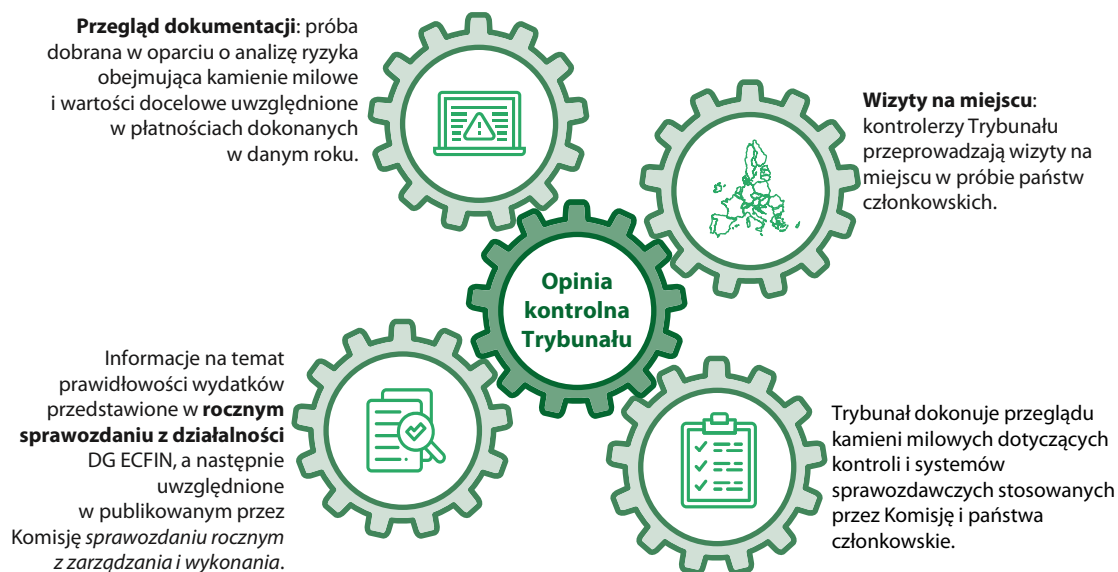 Przegląd dokumentacji: próba
dobrana w oparciu o analizę ryzyka
obejmująca kamienie milowe
i wartości docelowe uwzględnione
w płatnościach dokonanych
w danym roku.
Wizyty na miejscu:
kontrolerzy Trybunału
przeprowadzają wizyty na
miejscu w próbie państw
członkowskich.
Opinia
kontrolna
Trybunału
Informacje na temat
prawidłowości wydatków
przedstawione w rocznym
sprawozdaniu z działalności
DG ECFIN, a następnie
uwzględnione
w publikowanym przez
Komisję sprawozdaniu rocznym
z zarządzania i wykonania.
Trybunał dokonuje przeglądu
kamieni milowych dotyczących
kontroli i systemów
sprawozdawczych stosowanych
przez Komisję i państwa
członkowskie.